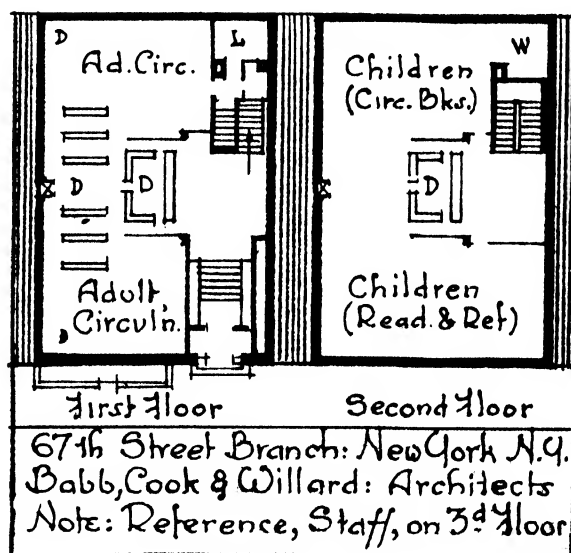 D
Ad. Circ.
L
D
D
Adult
Circul'n.
D
Children
(Circ. Bks.)
W
D
Children
(Read. & Ref)
First Floor
Second Floor
67th Street Branch: New York N.Y.
Babb, Cook & Willard: Architects
Note: Reference, Staff, on 3d Floor